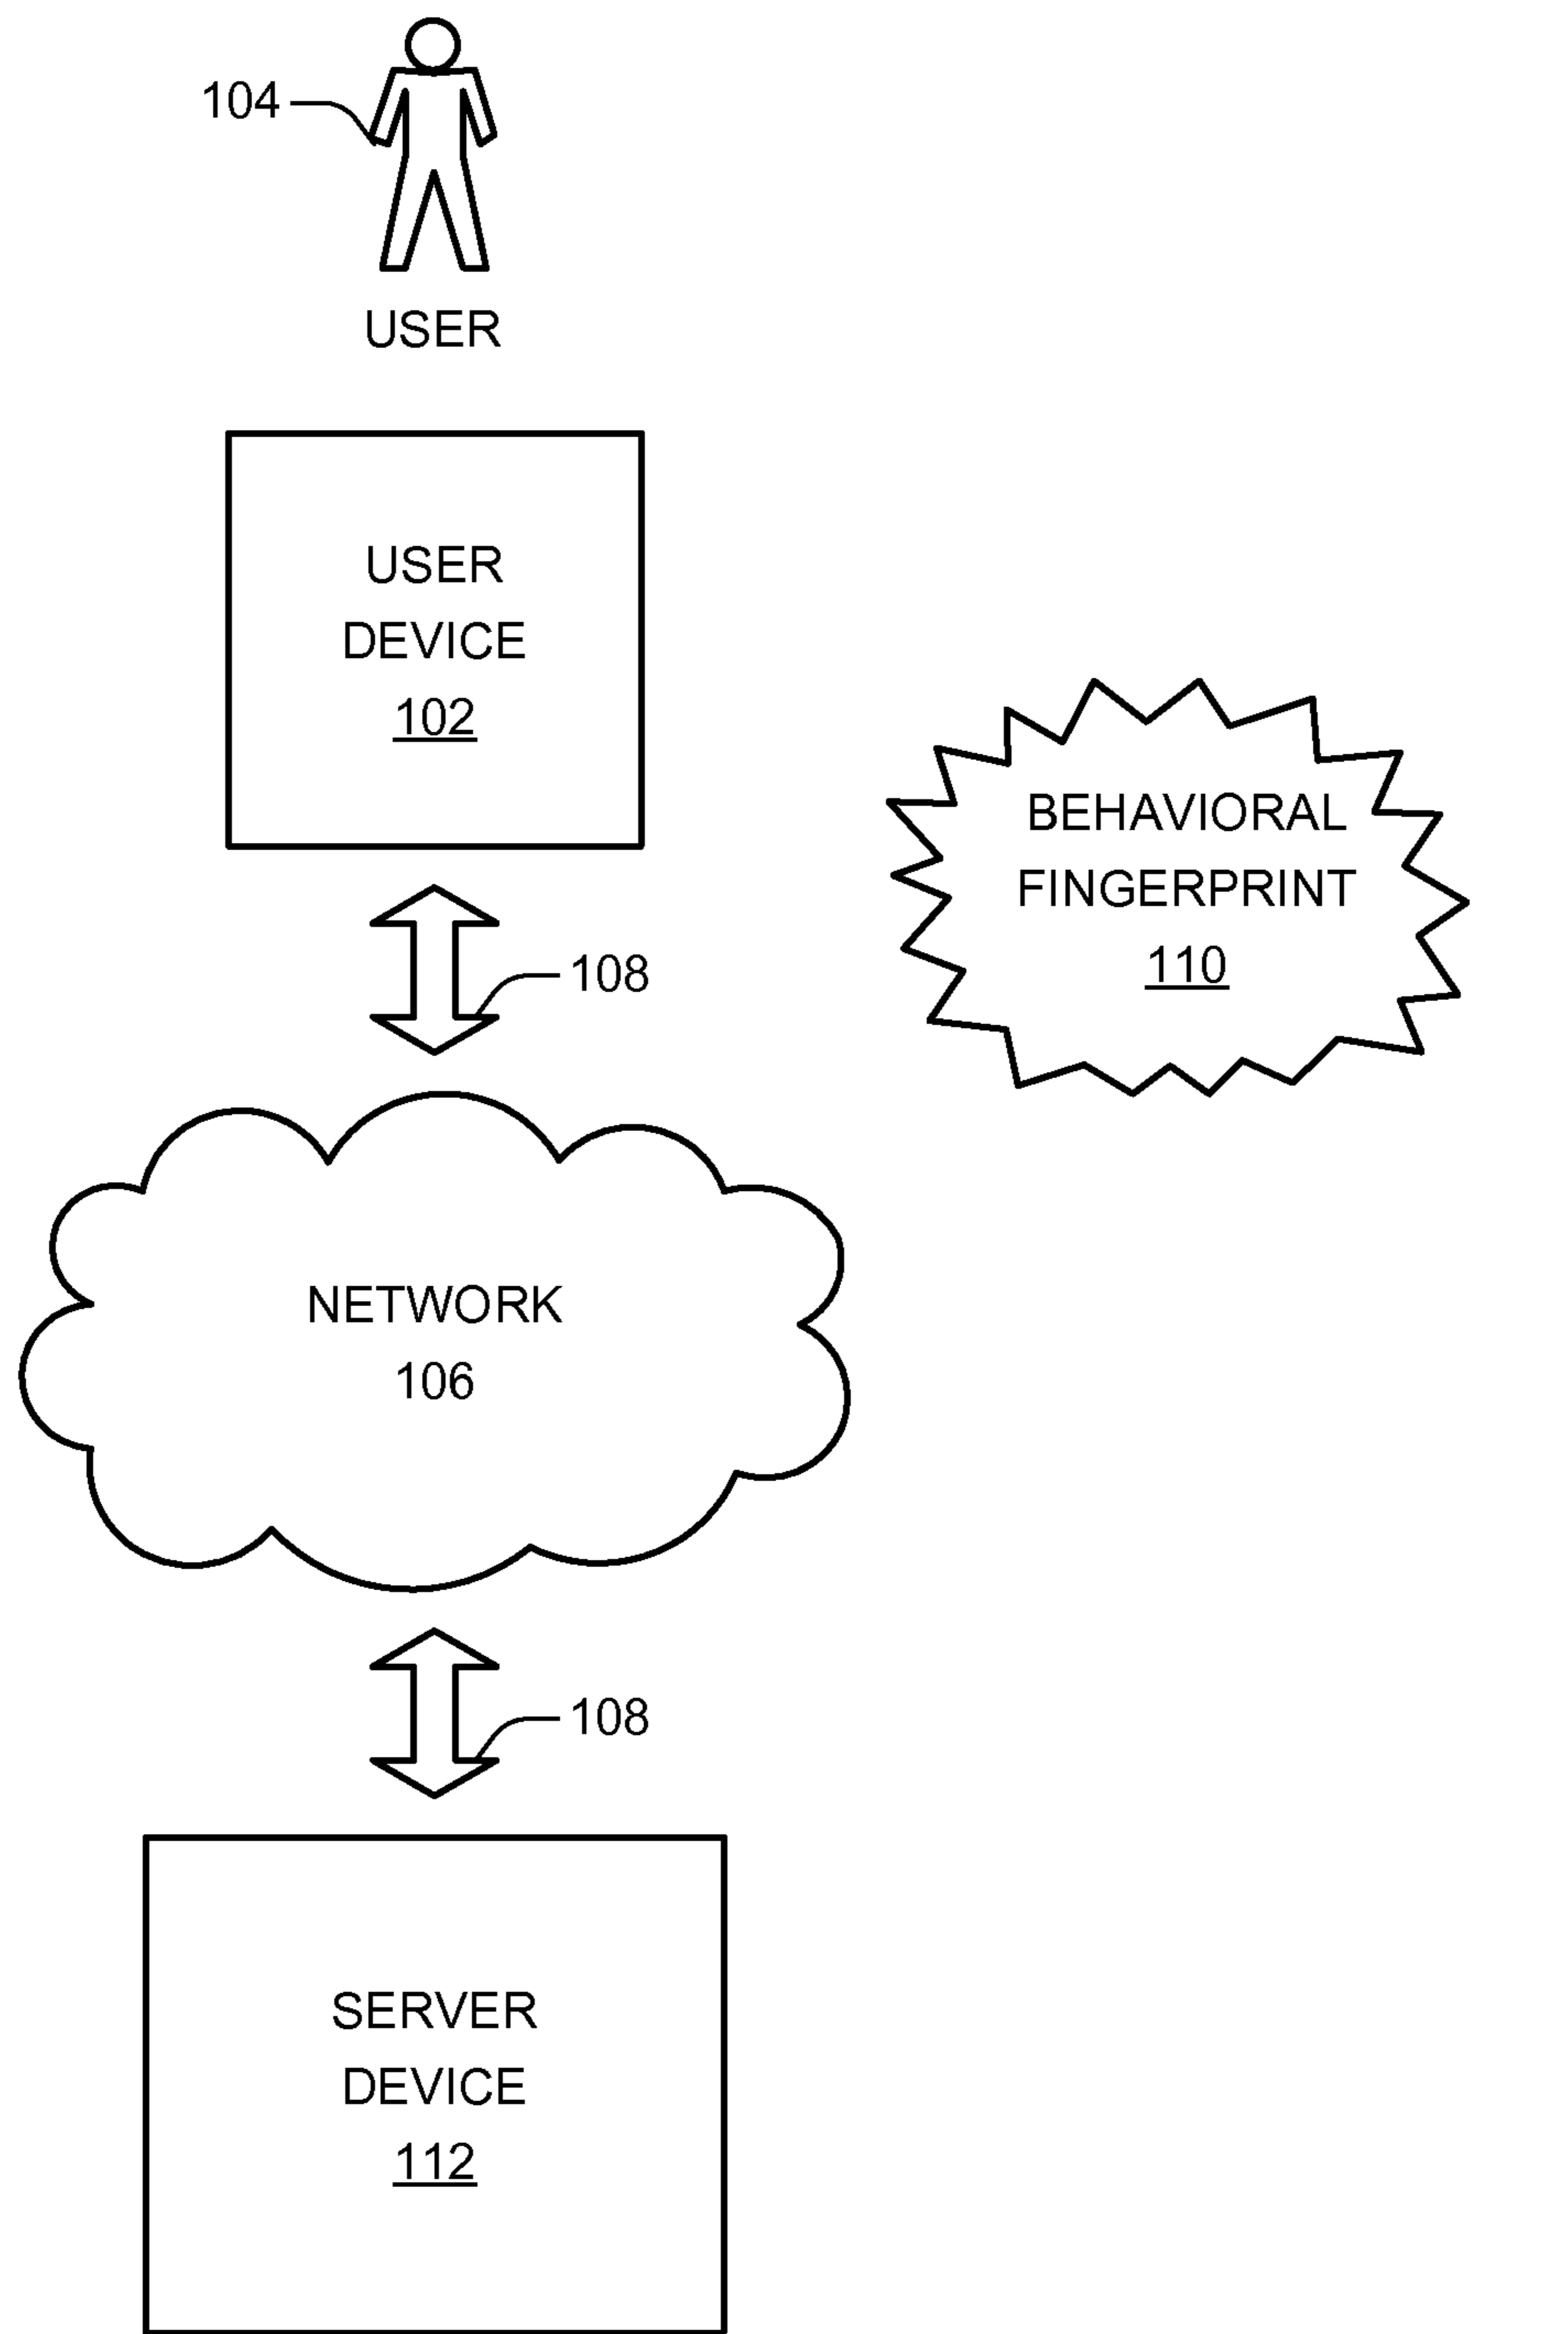 104
USER
USER
DEVICE
102
BEHAVIORAL
FINGERPRINT
110
108
NETWORK
106
108
SERVER
DEVICE
112